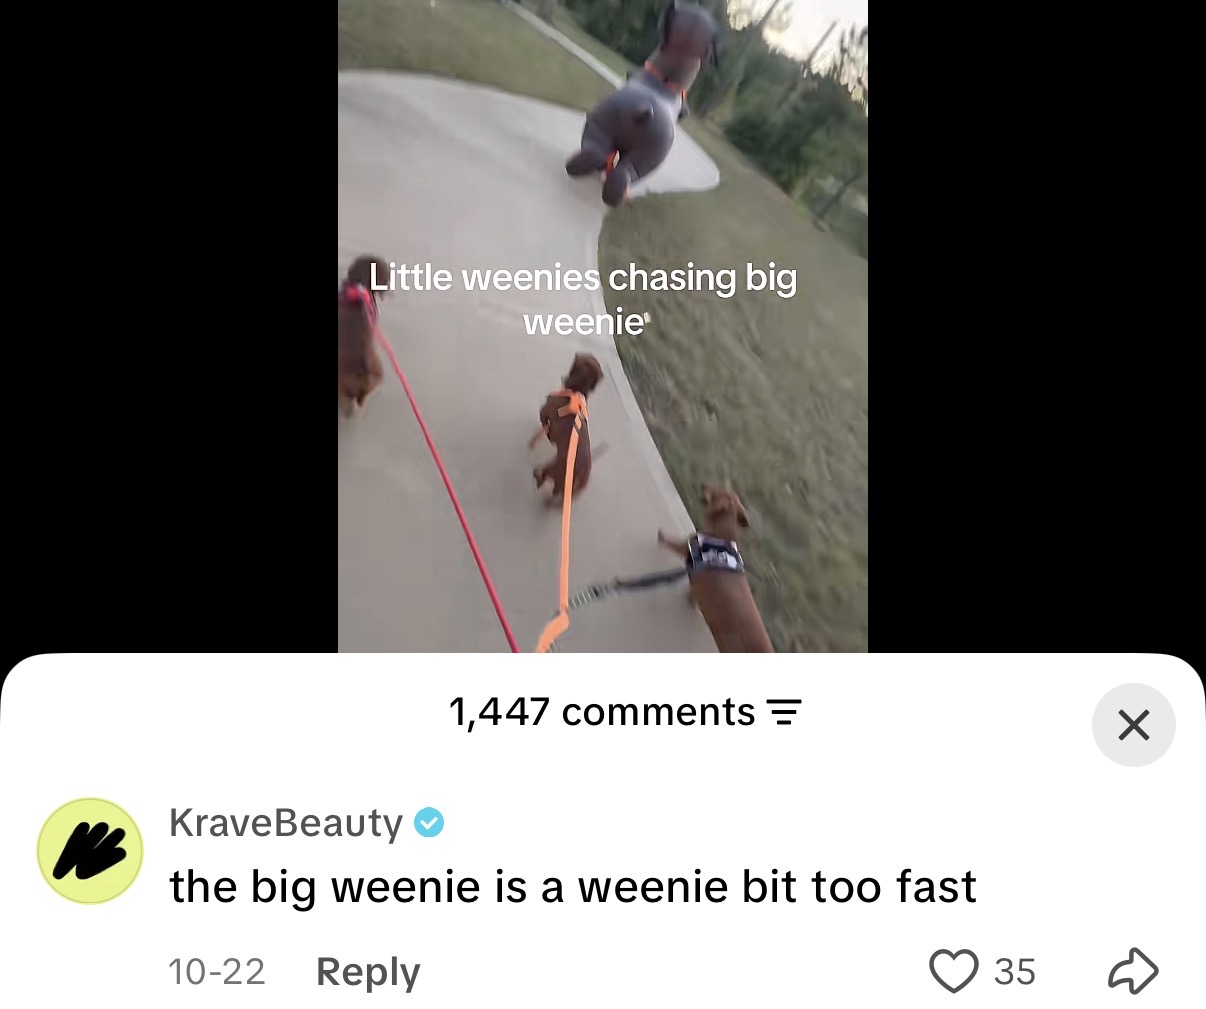 Little weenies chasing big
weenie
1,447 comments
KraveBeauty
the big weenie is a weenie bit too fast
10-22 Reply 35